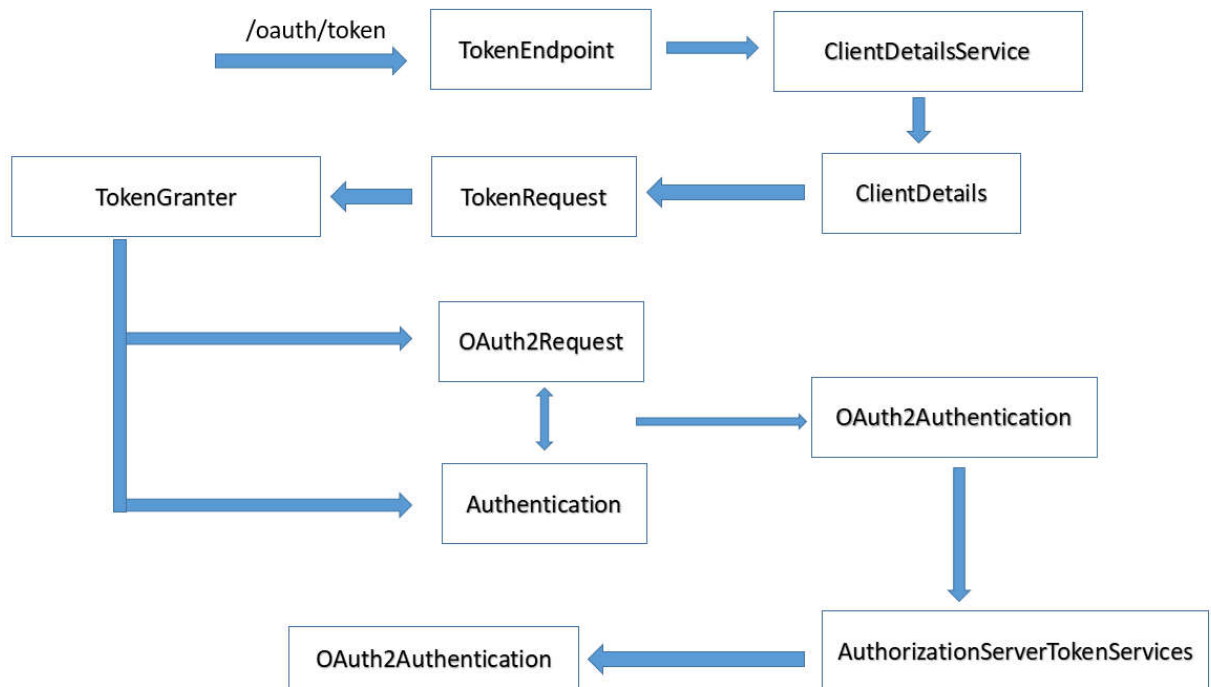 /oauth/token
TokenEndpoint
ClientDetailsService
TokenGranter
TokenRequest
ClientDetails
OAuth2Request
OAuth2Authentication
Authentication
OAuth2Authentication
AuthorizationServerTokenServices